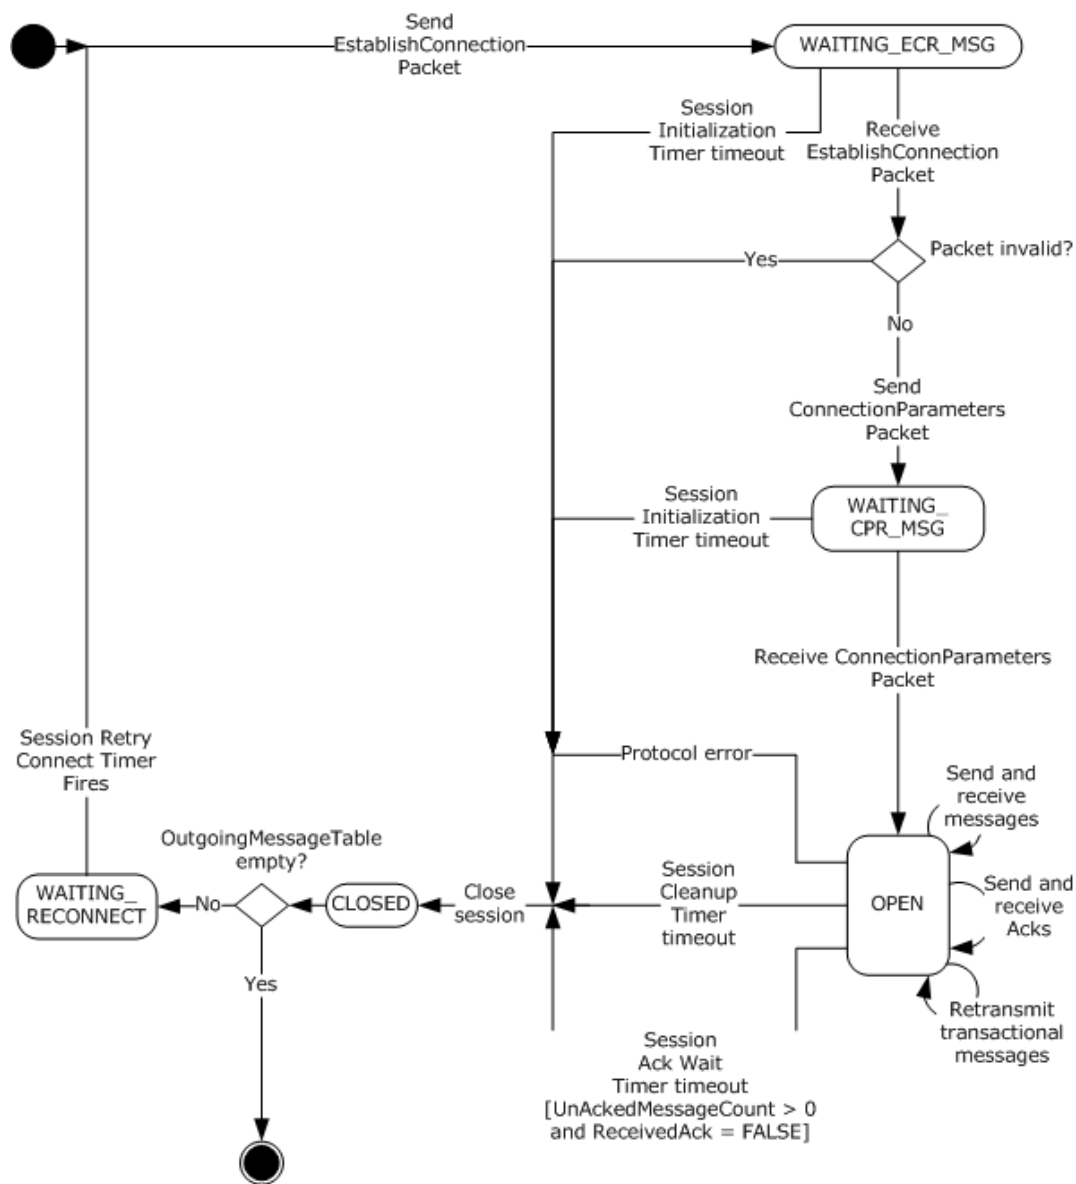 Send
EstablishConnection
Packet
WAITING_ECR_MSG
Session
Initialization
Timer timeout
Receive
EstablishConnection
Packet
Yes
Packet invalid?
No
Send
ConnectionParameters
Packet
Session
Initialization
Timer timeout
WAITING_
CPR_MSG
Receive ConnectionParameters
Packet
Session Retry
Connect Timer
Fires
Protocol error
Send and
receive
messages
OutgoingMessageTable
empty?
WAITING_
RECONNECT
No
CLOSED
Close
session
Session
Cleanup
Timer
timeout
OPEN
Send and
receive
Acks
Yes
Retransmit
transactional
messages
Session
Ack Wait
Timer timeout
[UnAckedMessageCount > 0
and ReceivedAck = FALSE]